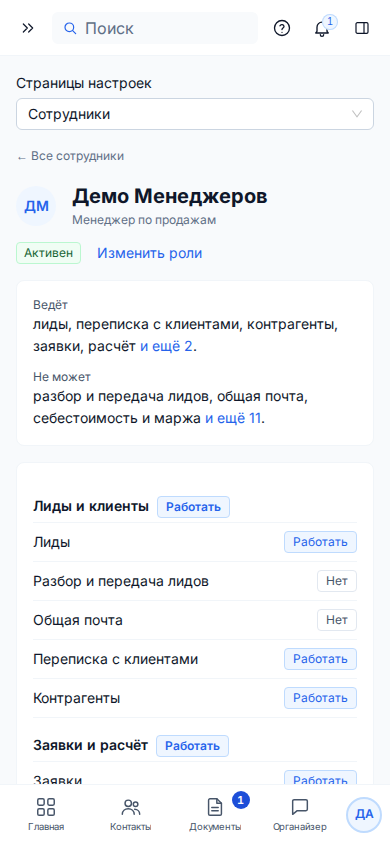 Поиск
1
Страницы настроек
Сотрудники
← Все сотрудники
ДМ
Демо Менеджеров
Менеджер по продажам
Активен
Изменить роли
Ведёт
лиды, переписка с клиентами, контрагенты,
заявки, расчёт и ещё 2.
Не может
разбор и передача лидов, общая почта,
себестоимость и маржа и ещё 11.
Лиды и клиенты Работать
Лиды Работать
Разбор и передача лидов Нет
Общая почта Нет
Переписка с клиентами Работать
Контрагенты Работать
Заявки и расчёт Работать
Заявки Работать
1
Главная
Контакты
Документы
Органайзер
ДА